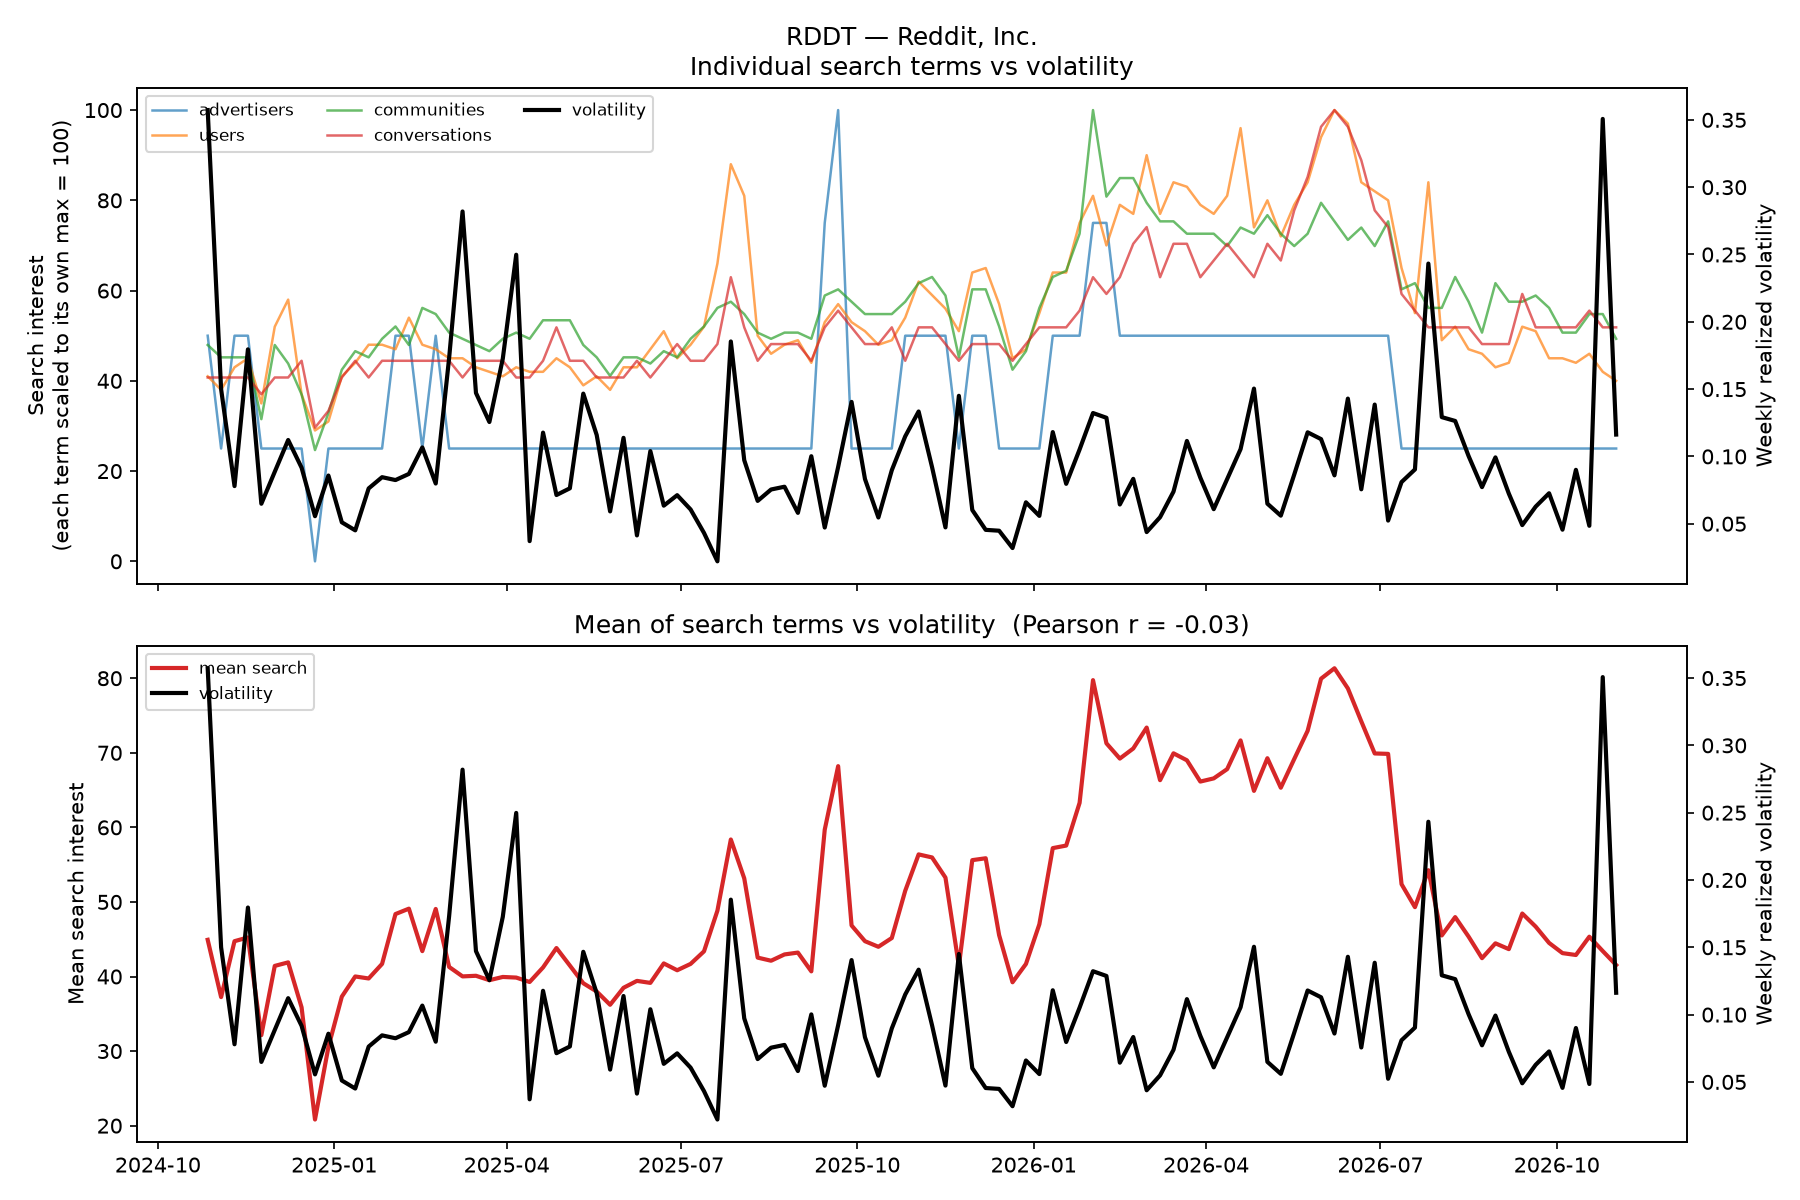 RDDT — Reddit, Inc.
Individual search terms vs volatility
advertisers
users
communities
conversations
volatility
Search interest
(each term scaled to its own max = 100)
100
80
60
40
20
0
0.35
0.30
0.25
0.20
0.15
0.10
0.05
Weekly realized volatility
Mean of search terms vs volatility (Pearson r = -0.03)
mean search
volatility
Mean search interest
80
70
60
50
40
30
20
0.35
0.30
0.25
0.20
0.15
0.10
0.05
Weekly realized volatility
2024-10 2025-01 2025-04 2025-07 2025-10 2026-01 2026-04 2026-07 2026-10